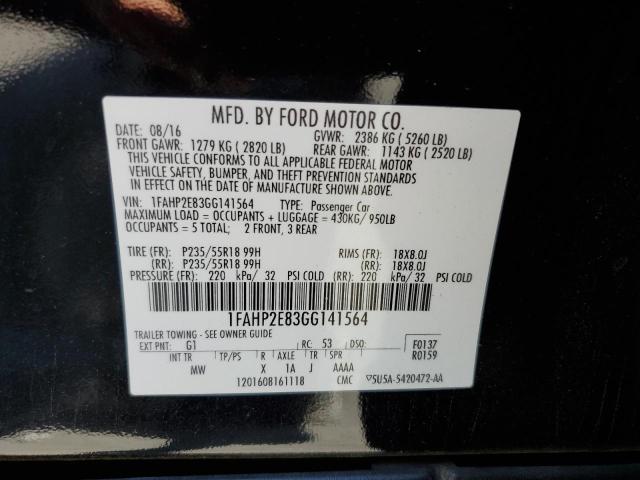 MFD. BY FORD MOTOR CO.
DATE: 08/16 GVWR: 2386 KG ( 5260 LB)
FRONT GAWR: 1279 KG ( 2820 LB) REAR GAWR: 1143 KG ( 2520 LB)
THIS VEHICLE CONFORMS TO ALL APPLICABLE FEDERAL MOTOR
VEHICLE SAFETY, BUMPER, AND THEFT PREVENTION STANDARDS
IN EFFECT ON THE DATE OF MANUFACTURE SHOWN ABOVE.
VIN: 1FAHP2E83GG141564 TYPE: Passenger Car
MAXIMUM LOAD = OCCUPANTS + LUGGAGE = 430KG/ 950LB
OCCUPANTS = 5 TOTAL; 2 FRONT, 3 REAR
TIRE (FR): P235/55R18 99H RIMS (FR): 18X8.0J
(RR): P235/55R18 99H (RR): 18X8.0J
PRESSURE (FR): 220 kPa/ 32 PSI COLD (RR): 220 kPa/ 32 PSI COLD
1FAHP2E83GG141564
TRAILER TOWING - SEE OWNER GUIDE
EXT PNT: G1 RC: 53 DSO: F0137
INT TR TP/PS R AXLE TR SPR R0159
MW X 1A J AAAA
1201608161118 CMC ▽5U5A-5420472-AA